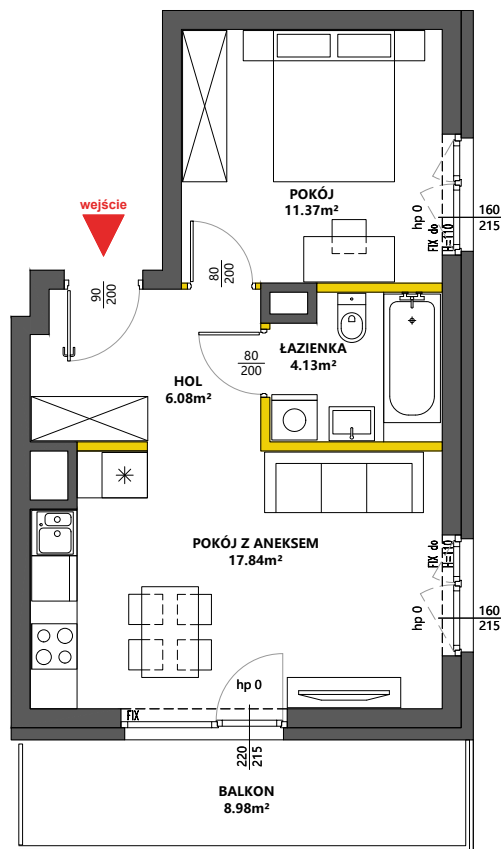 wejście
POKÓJ
11.37m²
hp 0
FIX do
H=110
160
215
90
200
80
200
80
200
ŁAZIENKA
4.13m²
HOL
6.08m²
POKÓJ Z ANEKSEM
17.84m²
FIX do
H=110
hp 0
160
215
hp 0
FIX
220
215
BALKON
8.98m²